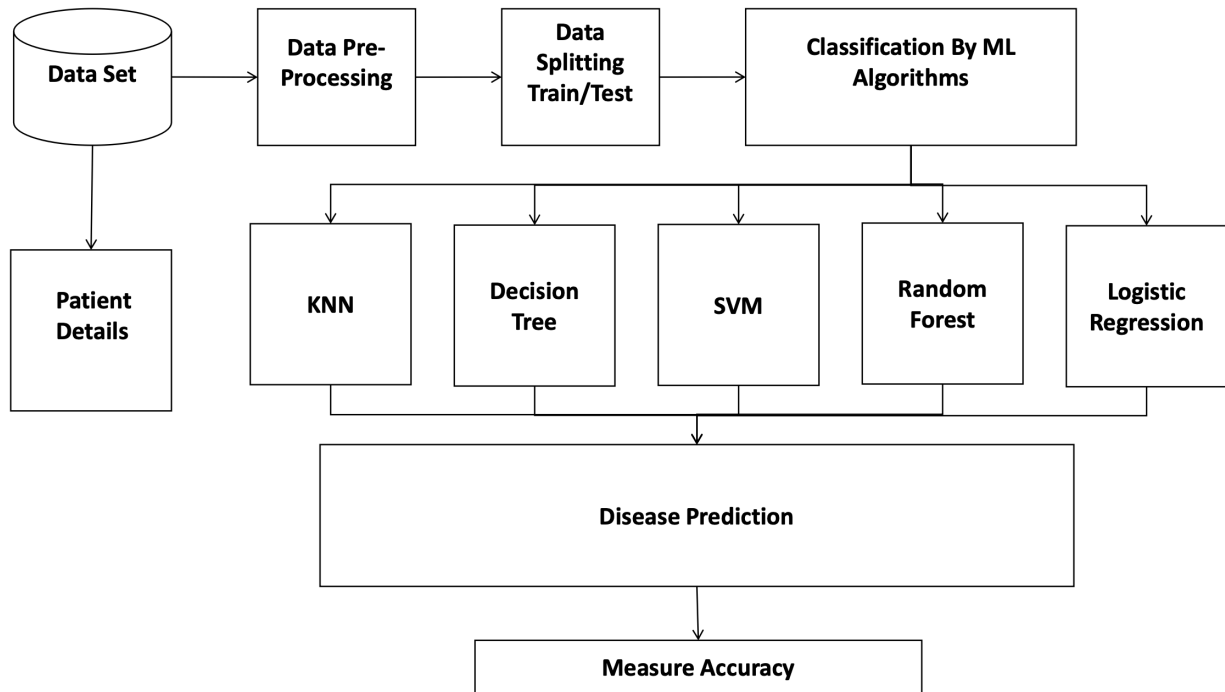 Data Set
Data Pre-
Processing
Data
Splitting
Train/Test
Classification By ML
Algorithms
Patient
Details
KNN
Decision
Tree
SVM
Random
Forest
Logistic
Regression
Disease Prediction
Measure Accuracy